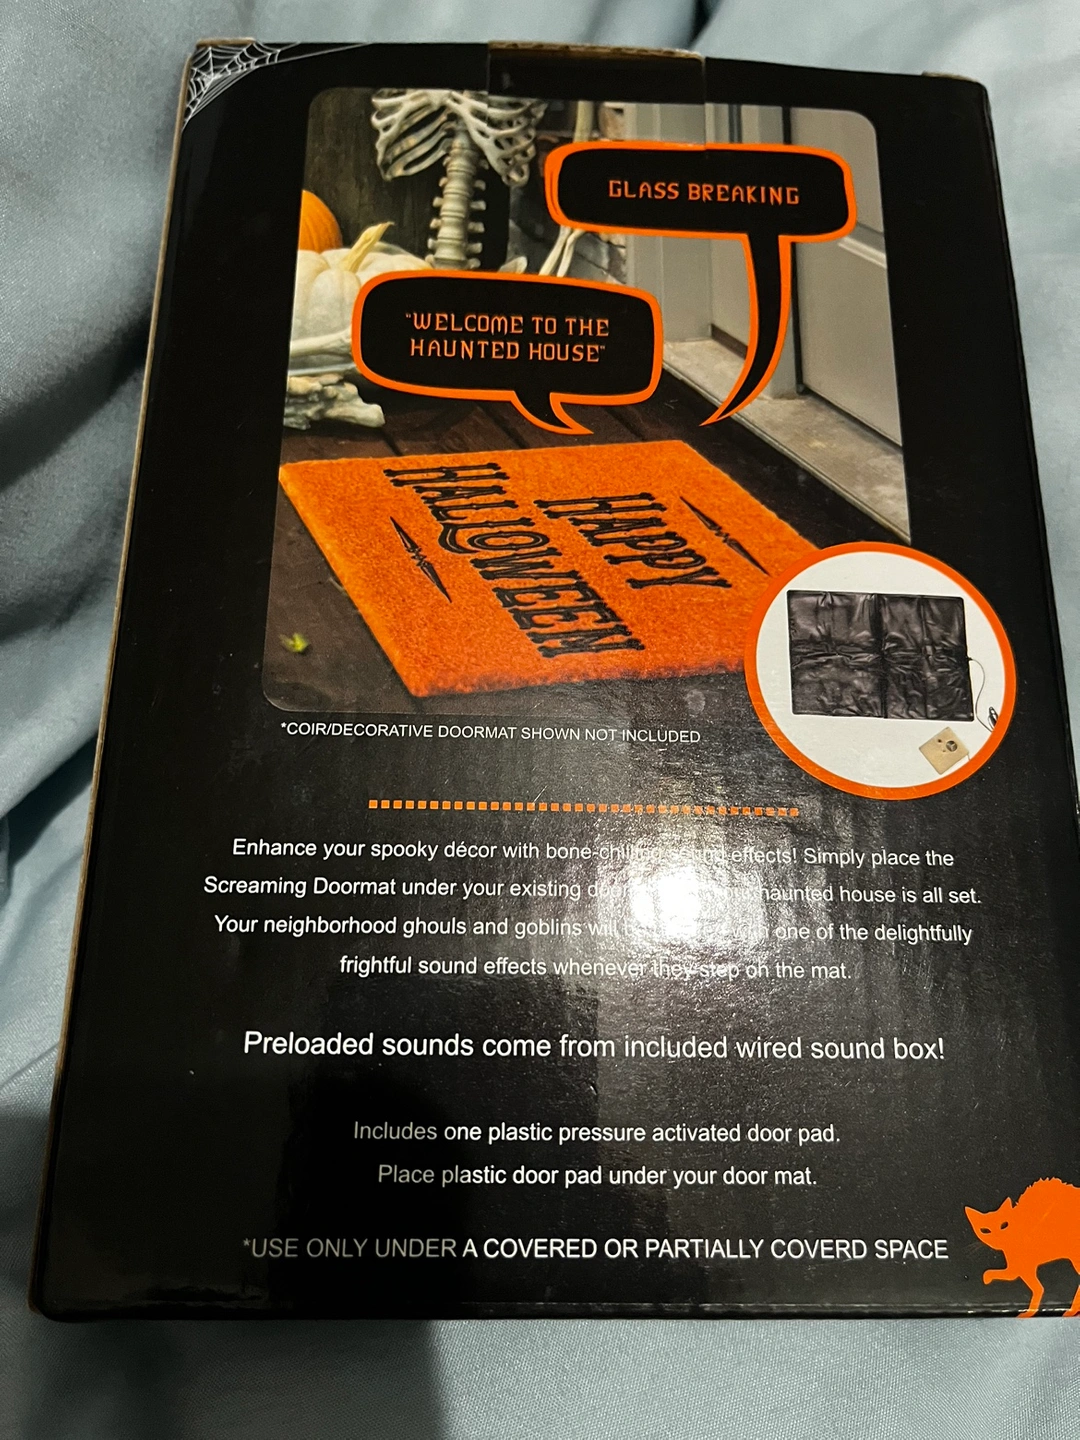 GLASS BREAKING
"WELCOME TO THE
HAUNTED HOUSE"
HAPPY
HALLOWEEN
*COIR/DECORATIVE DOORMAT SHOWN NOT INCLUDED
Enhance your spooky décor with bone-chilling sound effects! Simply place the
Screaming Doormat under your existing haunted house is all set.
Your neighborhood ghouls and goblins will one of the delightfully
frightful sound effects whenever they step on the mat.
Preloaded sounds come from included wired sound box!
Includes one plastic pressure activated door pad.
Place plastic door pad under your door mat.
*USE ONLY UNDER A COVERED OR PARTIALLY COVERD SPACE